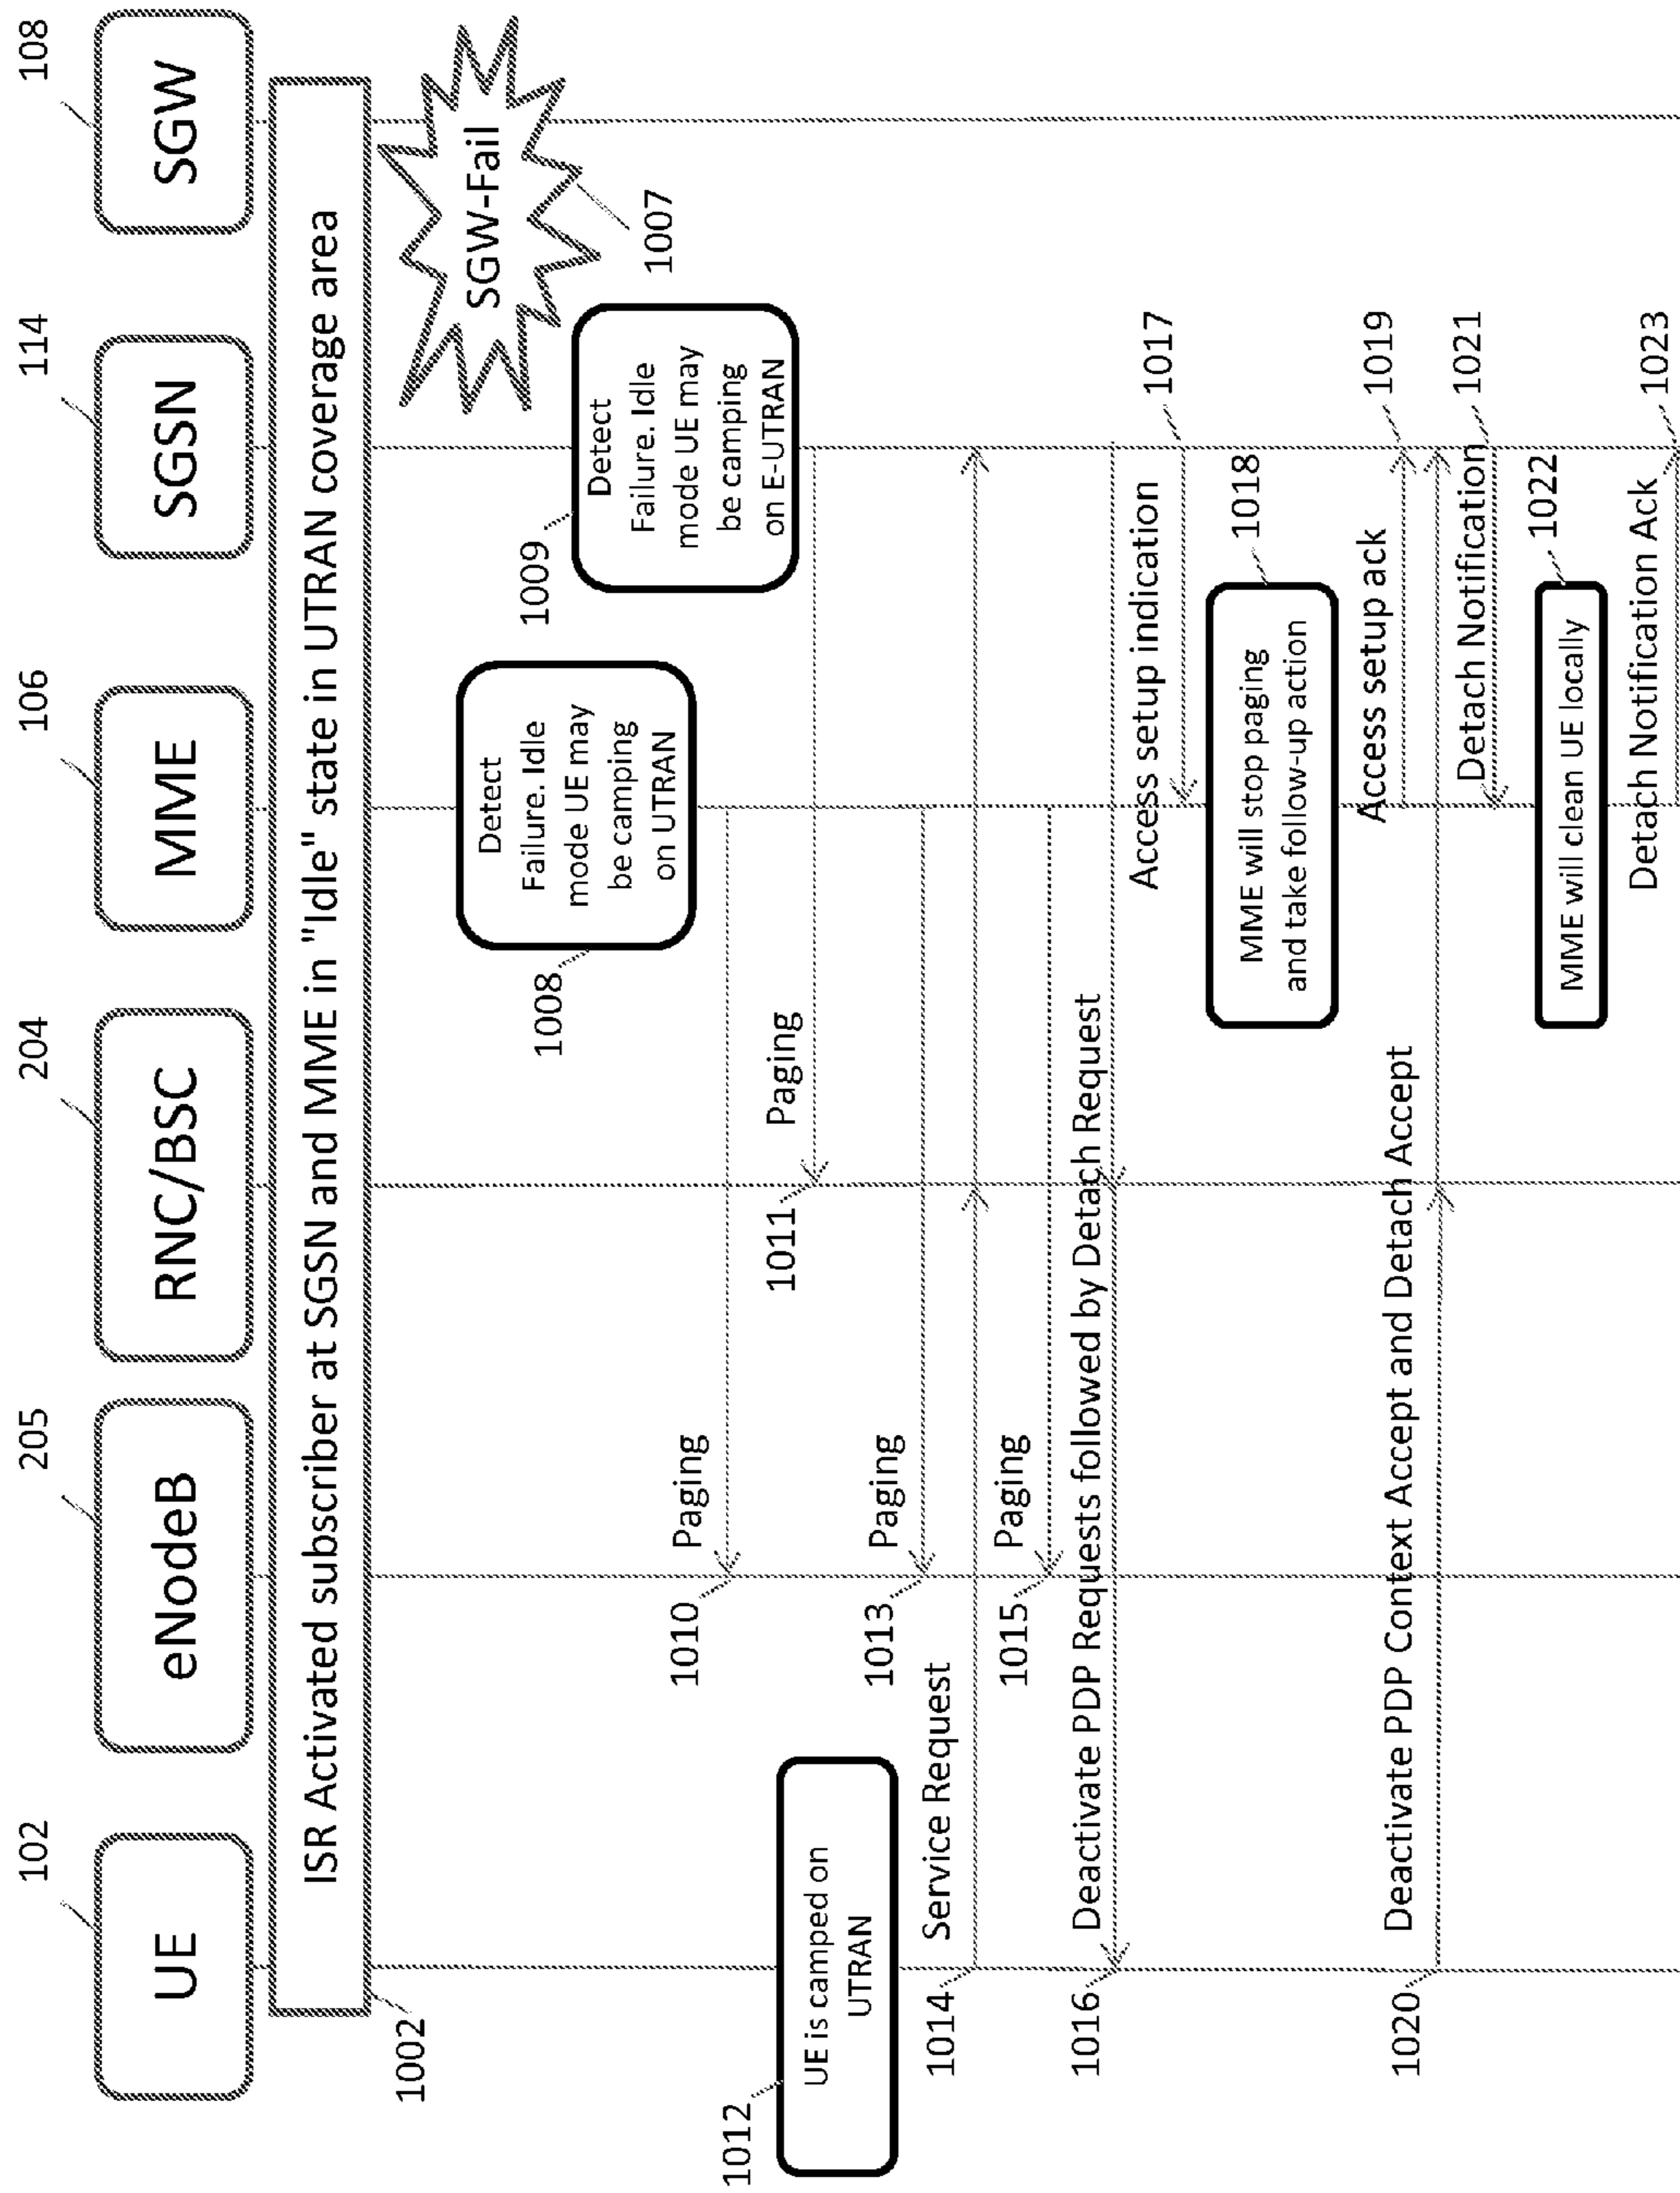 102
205
204
106
114
108
UE
eNodeB
RNC/BSC
MME
SGSN
SGW
ISR Activated subscriber at SGSN and MME in "Idle" state in UTRAN coverage area
1002
SGW-Fail
1007
Detect
Failure. Idle
mode UE may
be camping
on UTRAN
1008
Detect
Failure. Idle
mode UE may
be camping
on E-UTRAN
1009
Paging
1010
Paging
1011
UE is camped on
UTRAN
1012
Paging
1013
Service Request
1014
Paging
1015
Deactivate PDP Requests followed by Detach Request
1016
Access setup indication
1017
MME will stop paging
and take follow-up action
1018
Access setup ack
1019
Deactivate PDP Context Accept and Detach Accept
1020
Detach Notification
1021
MME will clean UE locally
1022
Detach Notification Ack
1023